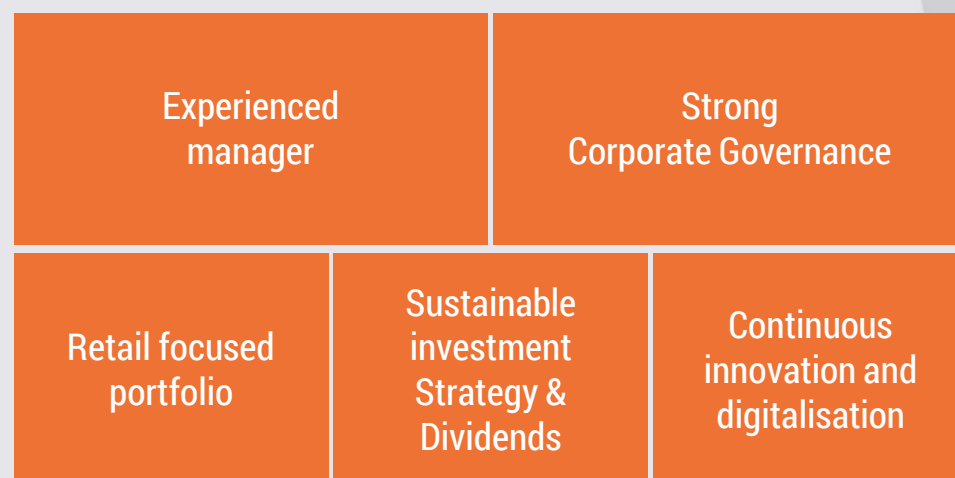 Experienced
manager
Strong
Corporate Governance
Retail focused
portfolio
Sustainable
investment
Strategy &
Dividends
Continuous
innovation and
digitalisation